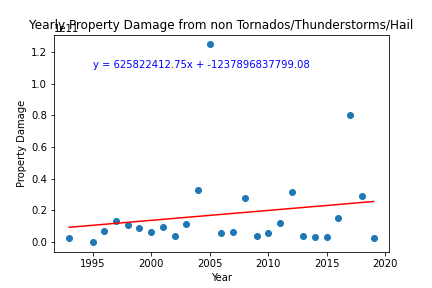 Yearly Property Damage from non Tornados/Thunderstorms/Hail
1e11
y = 625822412.75x + -1237896837799.08
1.2
1.0
0.8
0.6
0.4
0.2
0.0
Property Damage
1995 2000 2005 2010 2015 2020
Year